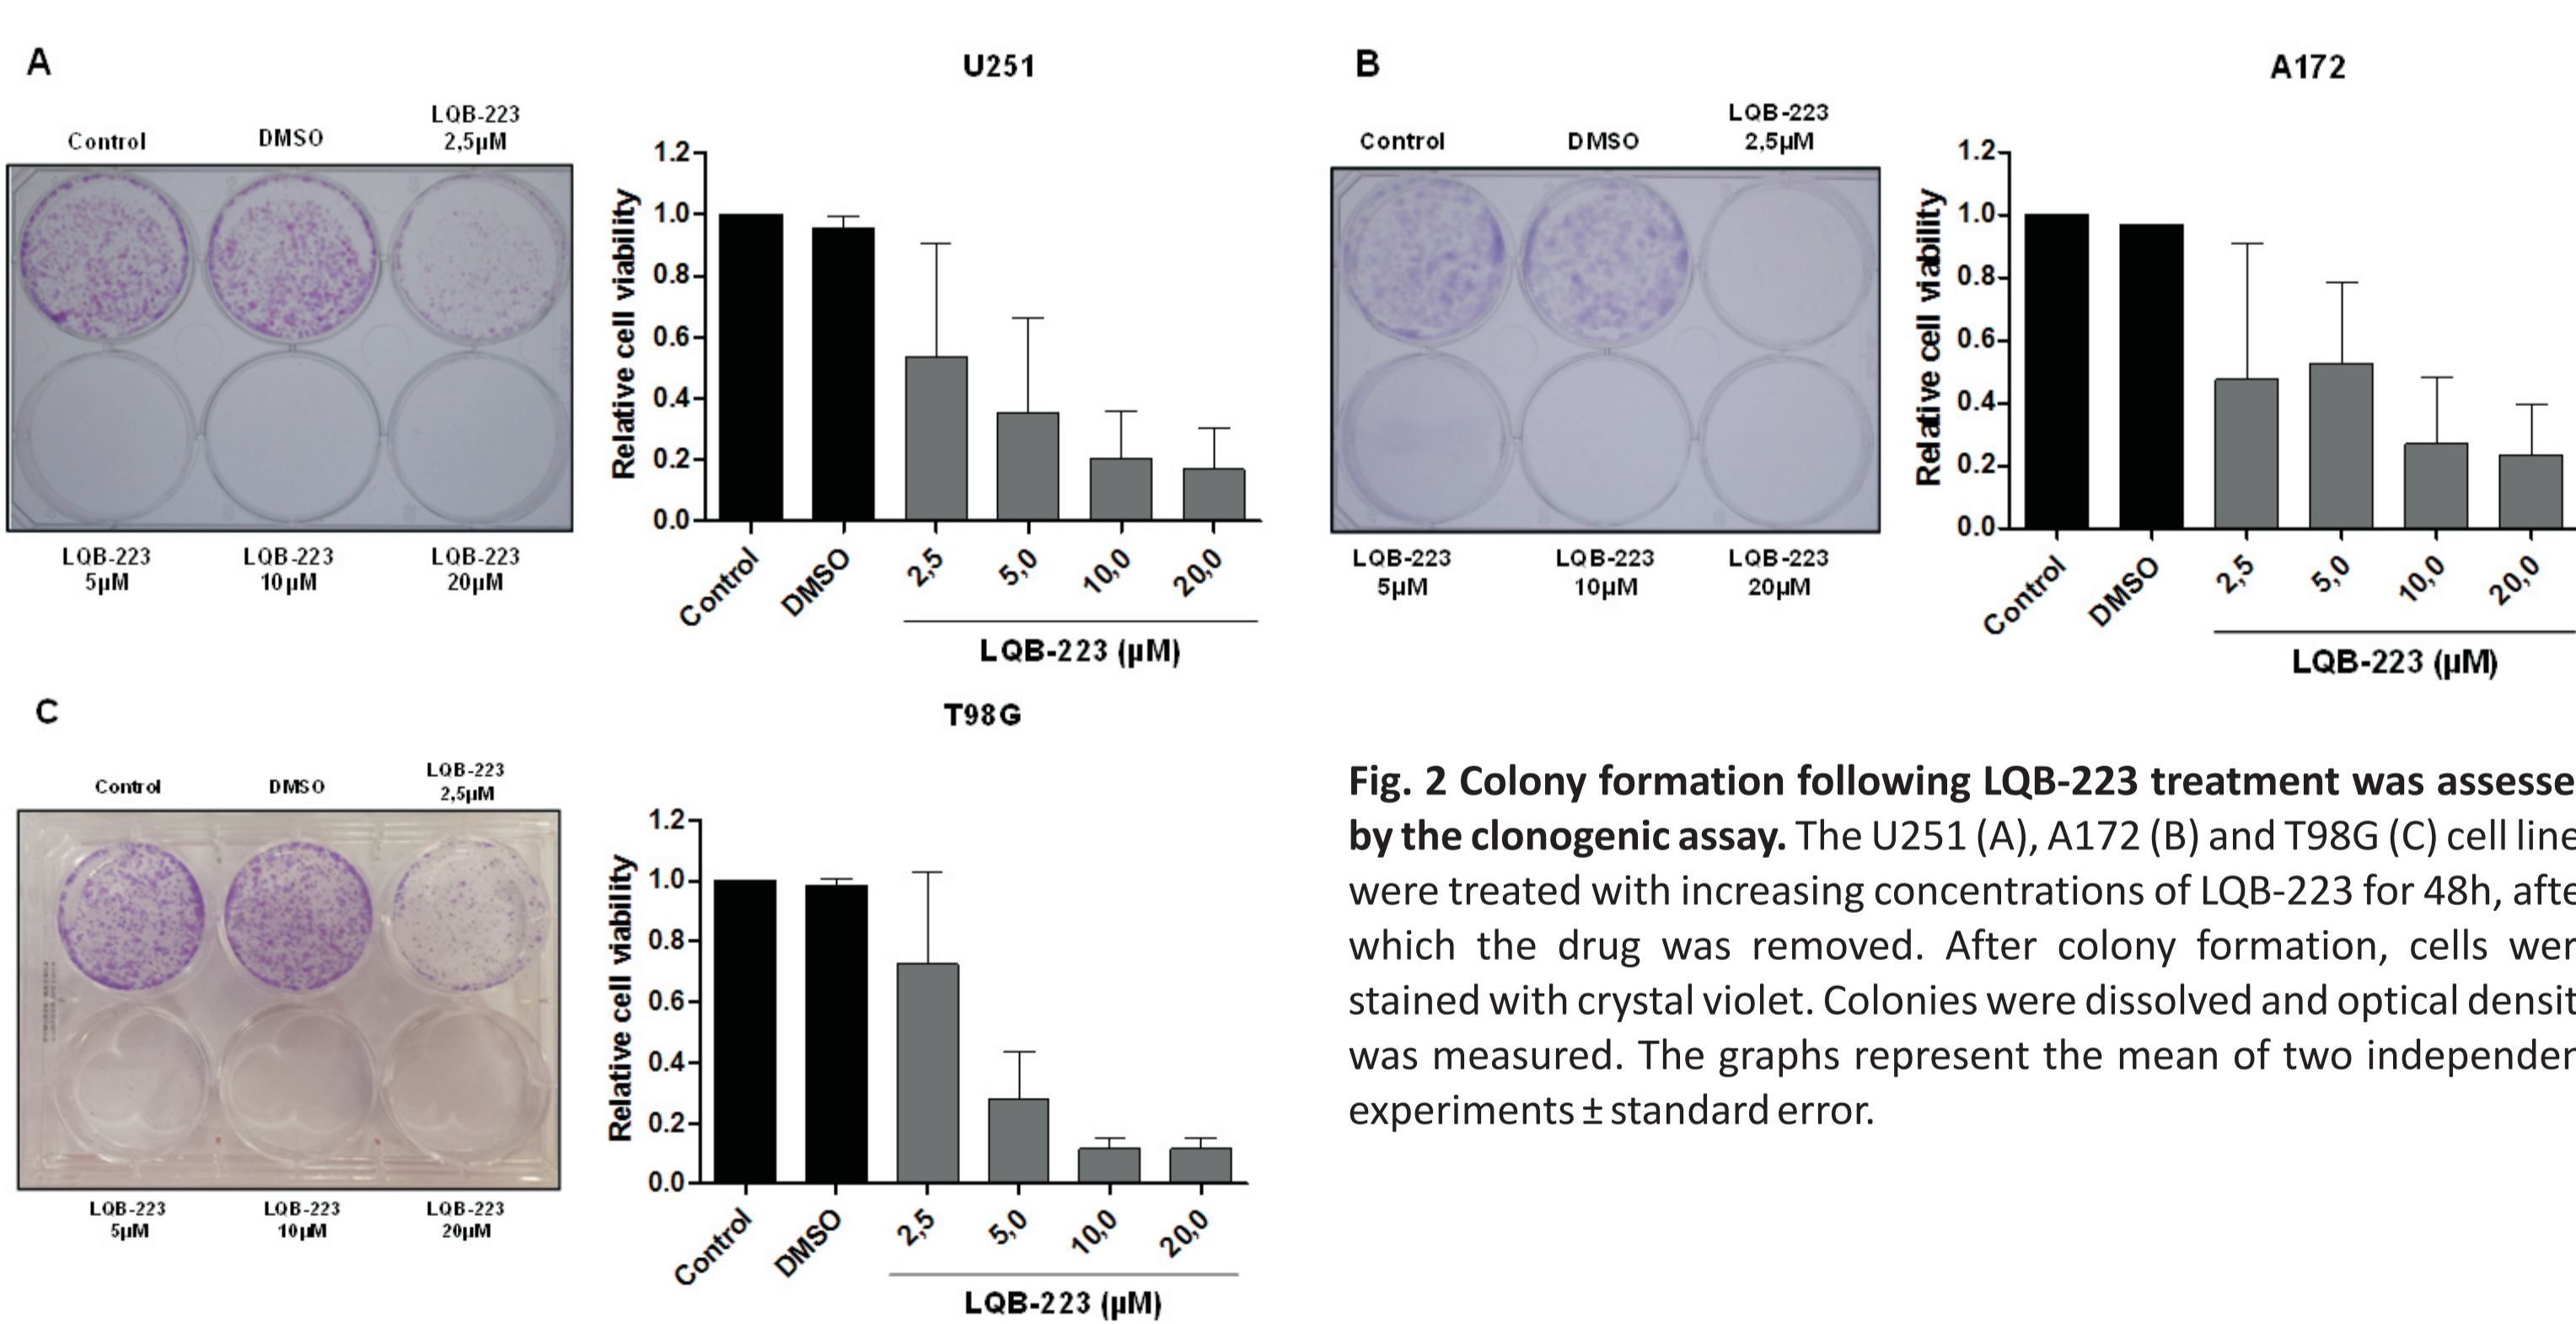 A
U251
Control
DMSO
LQB-223
2,5µM
LQB-223
5µM
LQB-223
10µM
LQB-223
20µM
Relative cell viability
1.2
1.0
0.8
0.6
0.4
0.2
0.0
Control
DMSO
2,5
5,0
10,0
20,0
LQB-223 (µM)
B
A172
Control
DMSO
LQB-223
2,5µM
LQB-223
5µM
LQB-223
10µM
LQB-223
20µM
Relative cell viability
1.2
1.0
0.8
0.6
0.4
0.2
0.0
Control
DMSO
2,5
5,0
10,0
20,0
LQB-223 (µM)
C
T98G
Control
DMSO
LQB-223
2,5µM
LQB-223
5µM
LQB-223
10µM
LQB-223
20µM
Relative cell viability
1.2
1.0
0.8
0.6
0.4
0.2
0.0
Control
DMSO
2,5
5,0
10,0
20,0
LQB-223 (µM)
Fig. 2 Colony formation following LQB-223 treatment was assesse
by the clonogenic assay. The U251 (A), A172 (B) and T98G (C) cell line
were treated with increasing concentrations of LQB-223 for 48h, afte
which the drug was removed. After colony formation, cells wer
stained with crystal violet. Colonies were dissolved and optical densit
was measured. The graphs represent the mean of two independen
experiments ± standard error.